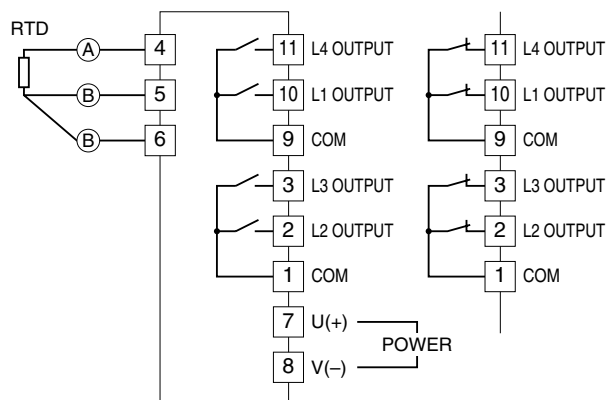 RTD
A 4 11 L4 OUTPUT 11 L4 OUTPUT
B 5 10 L1 OUTPUT 10 L1 OUTPUT
B 6 9 COM 9 COM
3 L3 OUTPUT 3 L3 OUTPUT
2 L2 OUTPUT 2 L2 OUTPUT
1 COM 1 COM
7 U(+)
POWER
8 V(–)